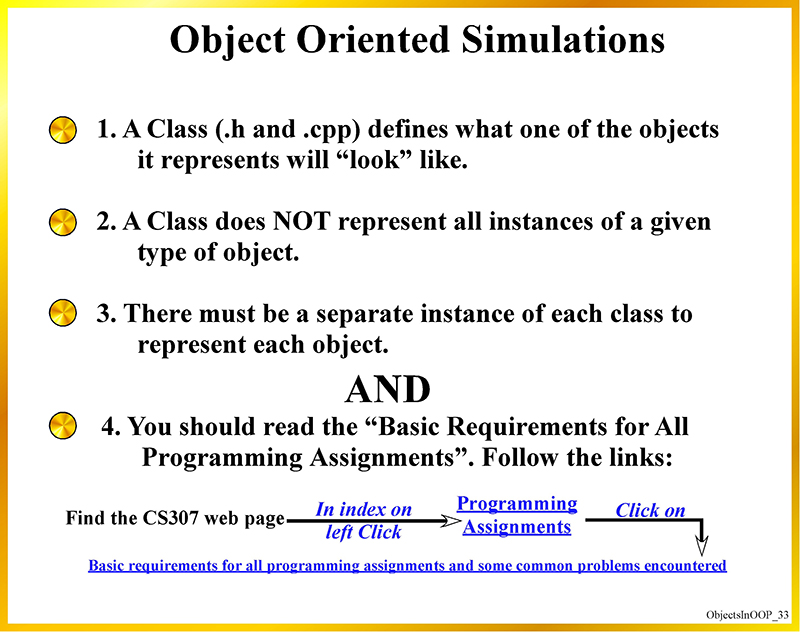 Object Oriented Simulations
1. A Class (.h and .cpp) defines what one of the objects
it represents will “look” like.
2. A Class does NOT represent all instances of a given
type of object.
3. There must be a separate instance of each class to
represent each object.
AND
4. You should read the “Basic Requirements for All
Programming Assignments”. Follow the links:
Find the CS307 web page
In index on
left Click
Programming
Assignments
Click on
Basic requirements for all programming assignments and some common problems encountered
ObjectsInOOP_33